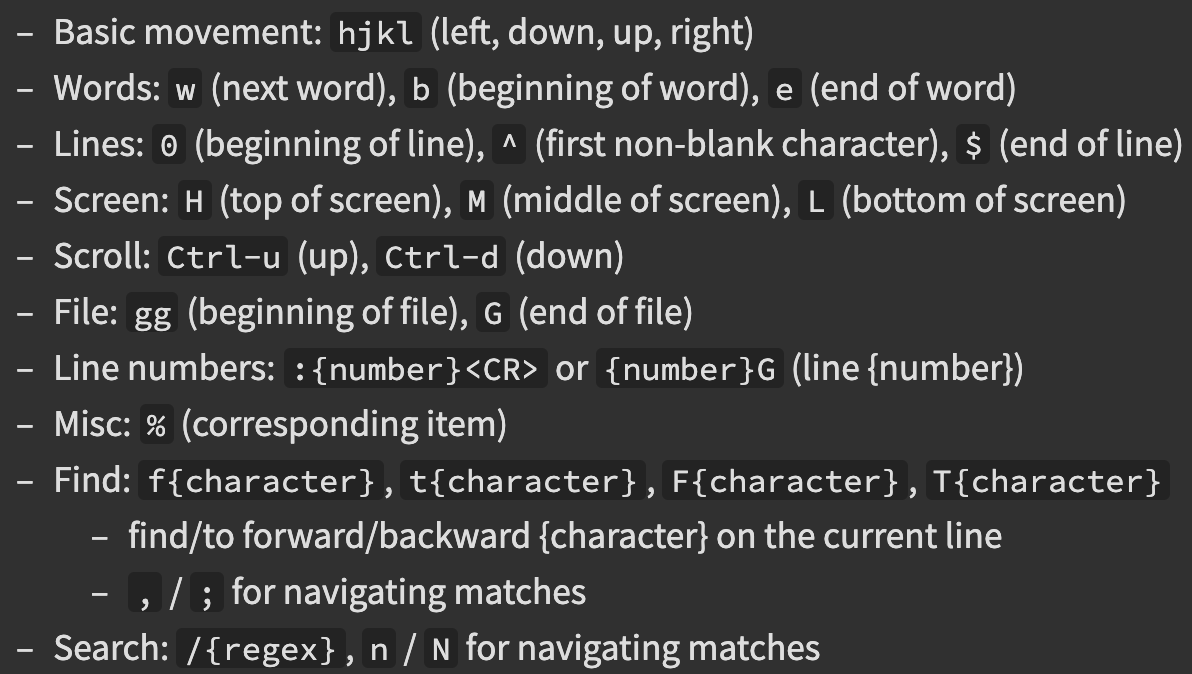 – Basic movement: hjkl (left, down, up, right)
– Words: w (next word), b (beginning of word), e (end of word)
– Lines: 0 (beginning of line), ^ (first non-blank character), $ (end of line)
– Screen: H (top of screen), M (middle of screen), L (bottom of screen)
– Scroll: Ctrl-u (up), Ctrl-d (down)
– File: gg (beginning of file), G (end of file)
– Line numbers: :{number}<CR> or {number}G (line {number})
– Misc: % (corresponding item)
– Find: f{character}, t{character}, F{character}, T{character}
– find/to forward/backward {character} on the current line
– , / ; for navigating matches
– Search: /{regex}, n / N for navigating matches